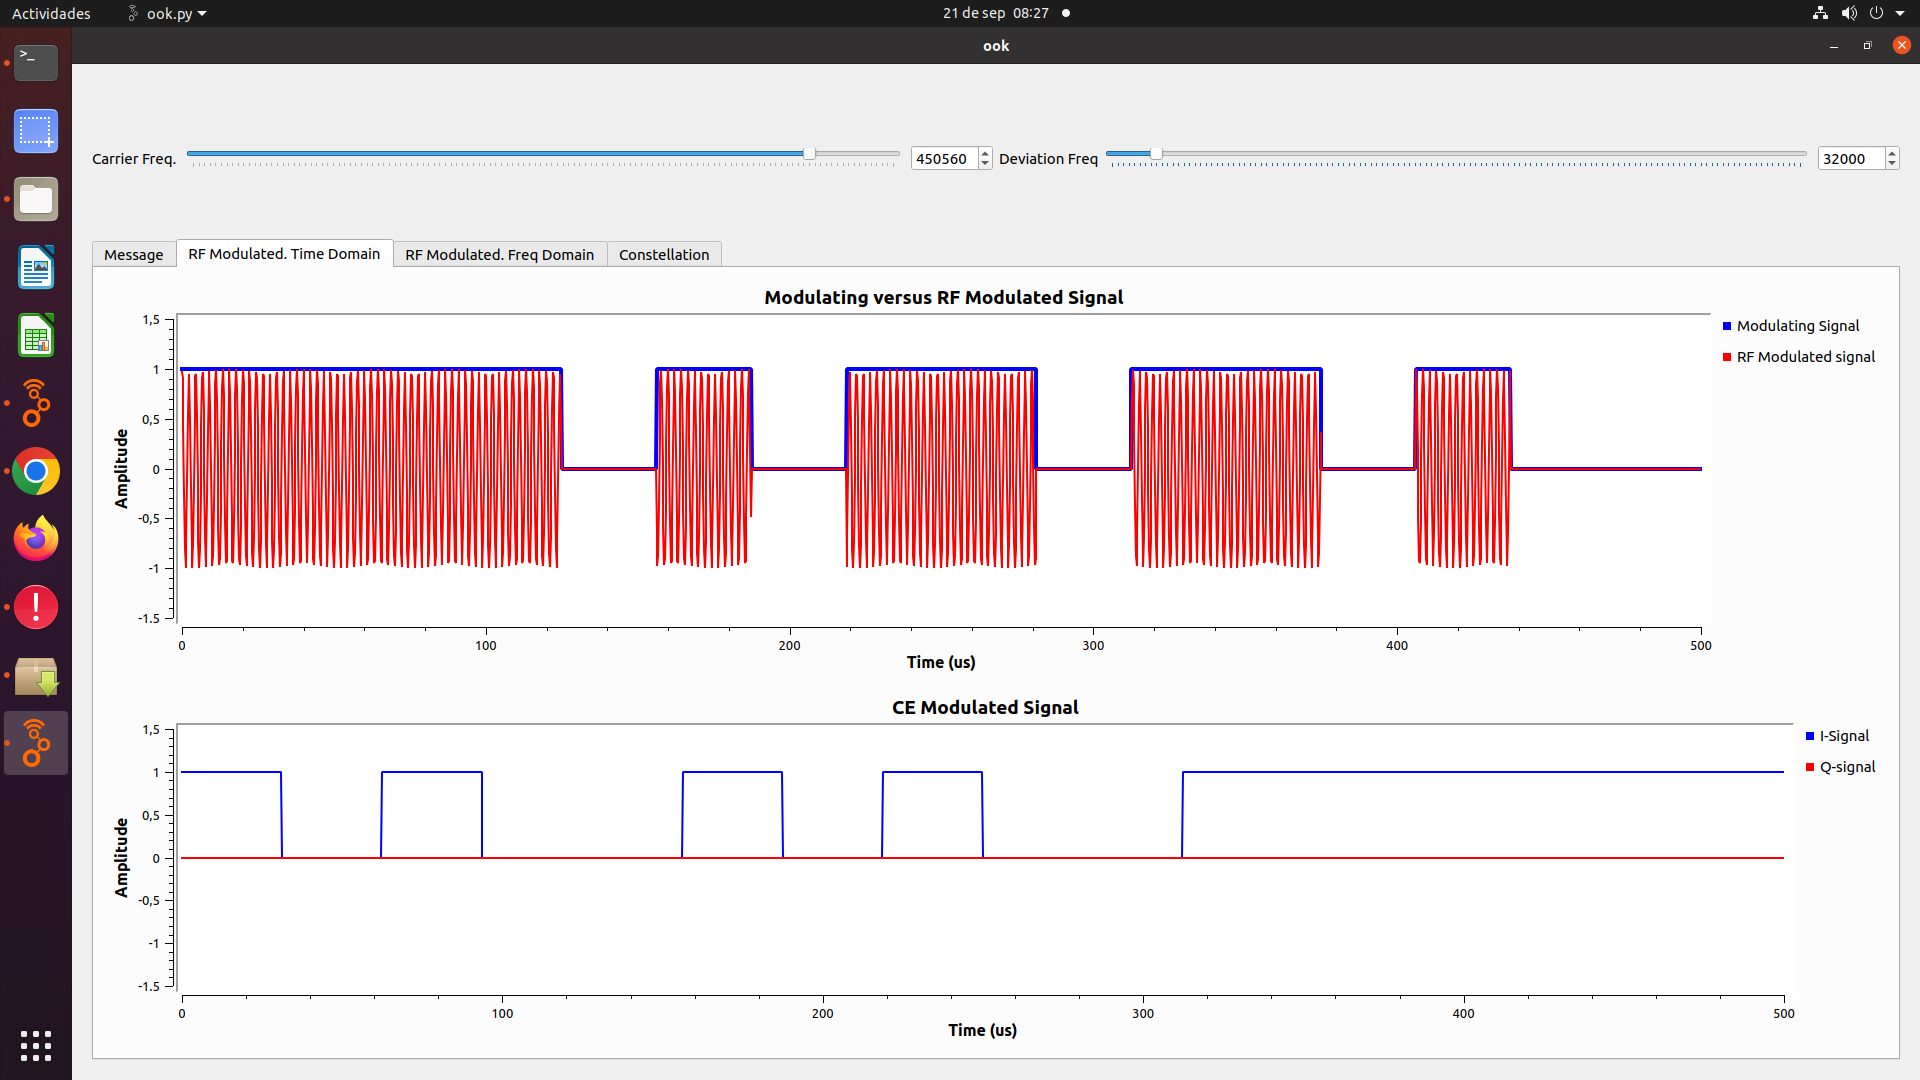 Actividades ook.py 21 de sep 08:27
ook
Carrier Freq. 450560 Deviation Freq 32000
Message RF Modulated. Time Domain RF Modulated. Freq Domain Constellation
Modulating versus RF Modulated Signal
1,5
1
0,5
0
-0,5
-1
-1.5
Amplitude
0 100 200 300 400 500
Time (us)
Modulating Signal
RF Modulated signal
CE Modulated Signal
1,5
1
0,5
0
-0,5
-1
-1.5
Amplitude
0 100 200 300 400 500
Time (us)
I-Signal
Q-signal